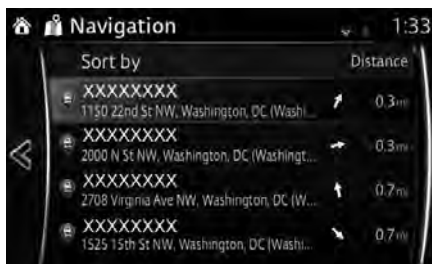 Navigation 1:33
Sort by Distance
XXXXXXXX
1150 22nd St NW, Washington, DC (Washi... 0.3mi
XXXXXXXX
2000 N St NW, Washington, DC (Washingt... 0.3mi
XXXXXXXX
2708 Virginia Ave NW, Washington, DC (W... 0.7mi
XXXXXXXX
1525 15th St NW, Washington, DC (Washi... 0.7mi